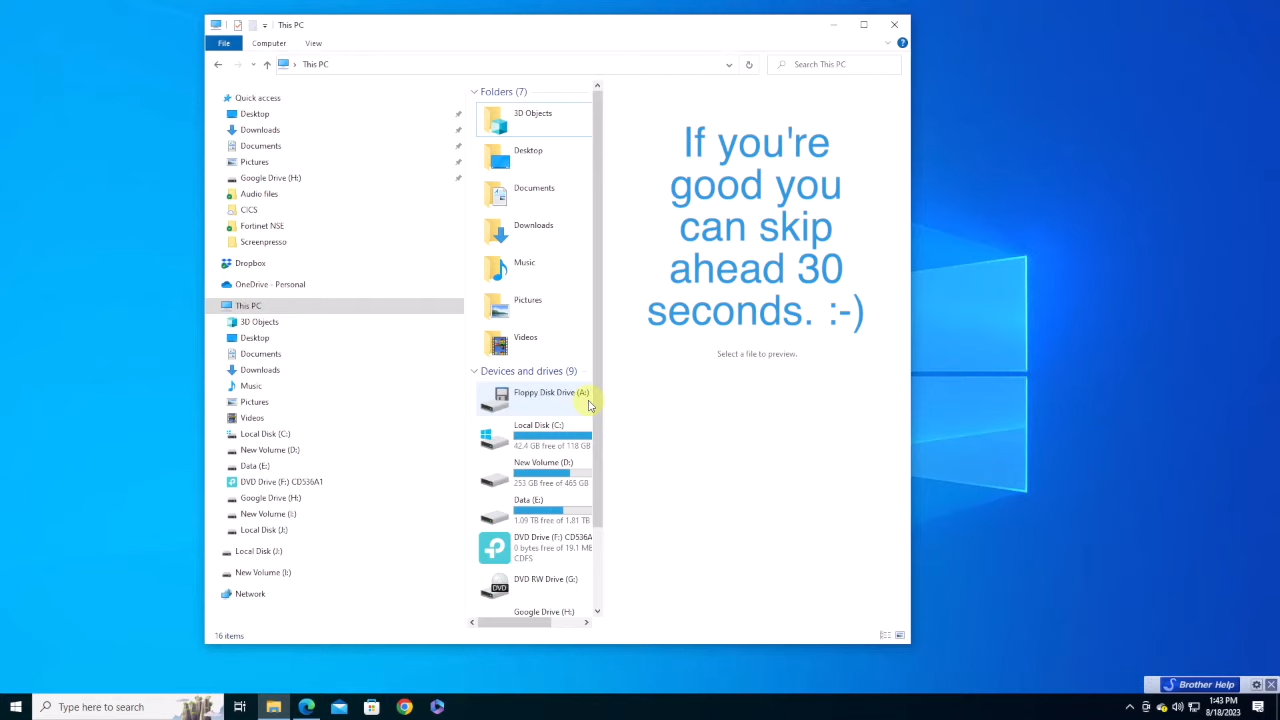 This PC
File Computer View
This PC
Search This PC
Quick access
Desktop
Downloads
Documents
Pictures
Google Drive (H:)
Audio files
CICS
Fortinet NSE
Screenpresso
Dropbox
OneDrive - Personal
This PC
3D Objects
Desktop
Documents
Downloads
Music
Pictures
Videos
Local Disk (C:)
New Volume (D:)
Data (E:)
DVD Drive (F:) CD536A1
Google Drive (H:)
New Volume (I:)
Local Disk (J:)
Local Disk (J:)
New Volume (I:)
Network
Folders (7)
3D Objects
Desktop
Documents
Downloads
Music
Pictures
Videos
Devices and drives (9)
Floppy Disk Drive (A:)
Local Disk (C:)
42.4 GB free of 118 GB
New Volume (D:)
253 GB free of 465 GB
Data (E:)
1.09 TB free of 1.81 TB
DVD Drive (F:) CD536A
0 bytes free of 19.1 MB
CDFS
DVD
DVD RW Drive (G:)
Google Drive (H:)
If you're
good you
can skip
ahead 30
seconds. :-)
Select a file to preview.
16 items
Brother Help
Type here to search
1:43 PM
8/18/2023